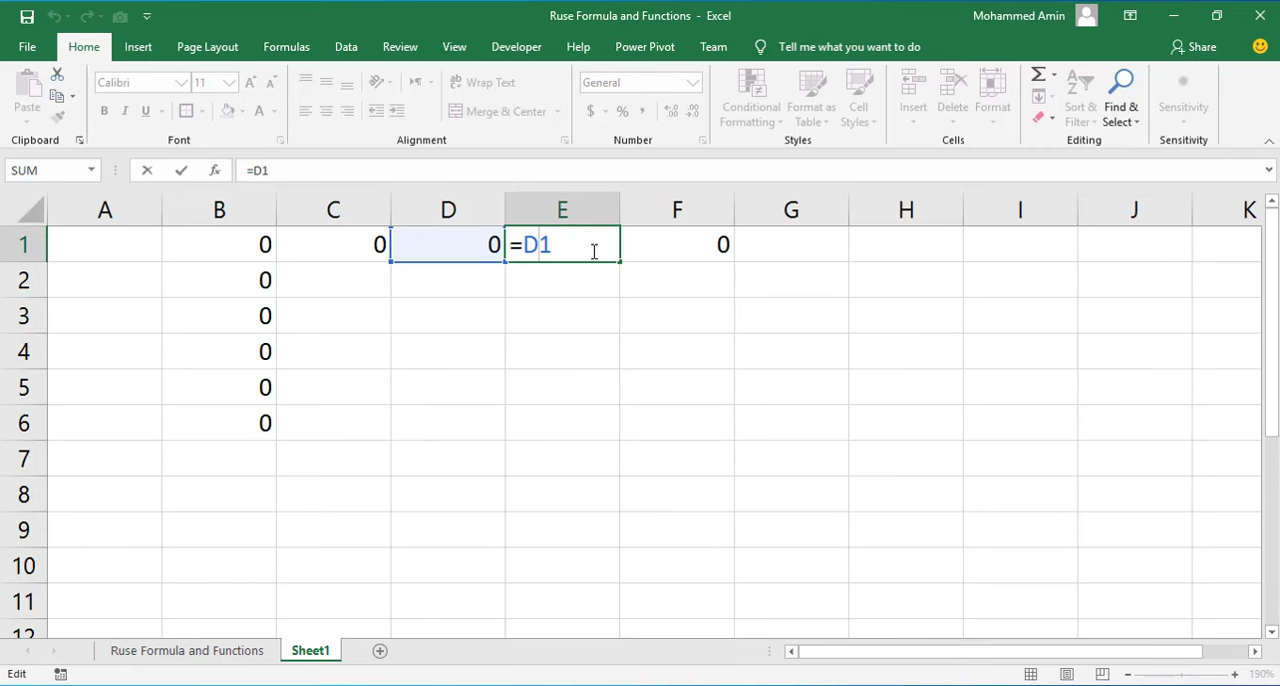 Ruse Formula and Functions - Excel
Mohammed Amin
File Home Insert Page Layout Formulas Data Review View Developer Help Power Pivot Team Tell me what you want to do Share
Paste
Calibri 11
B I U A
Wrap Text
Merge & Center
General
$ % ,
Conditional Formatting
Format as Table
Cell Styles
Insert
Delete
Format
Sort & Filter
Find & Select
Sensitivity
Clipboard Font Alignment Number Styles Cells Editing Sensitivity
SUM fx =D1
A B C D E F G H I J K
1 0 0 0 =D1 0
2 0
3 0
4 0
5 0
6 0
7
8
9
10
11
12
Ruse Formula and Functions Sheet1
Edit 190%